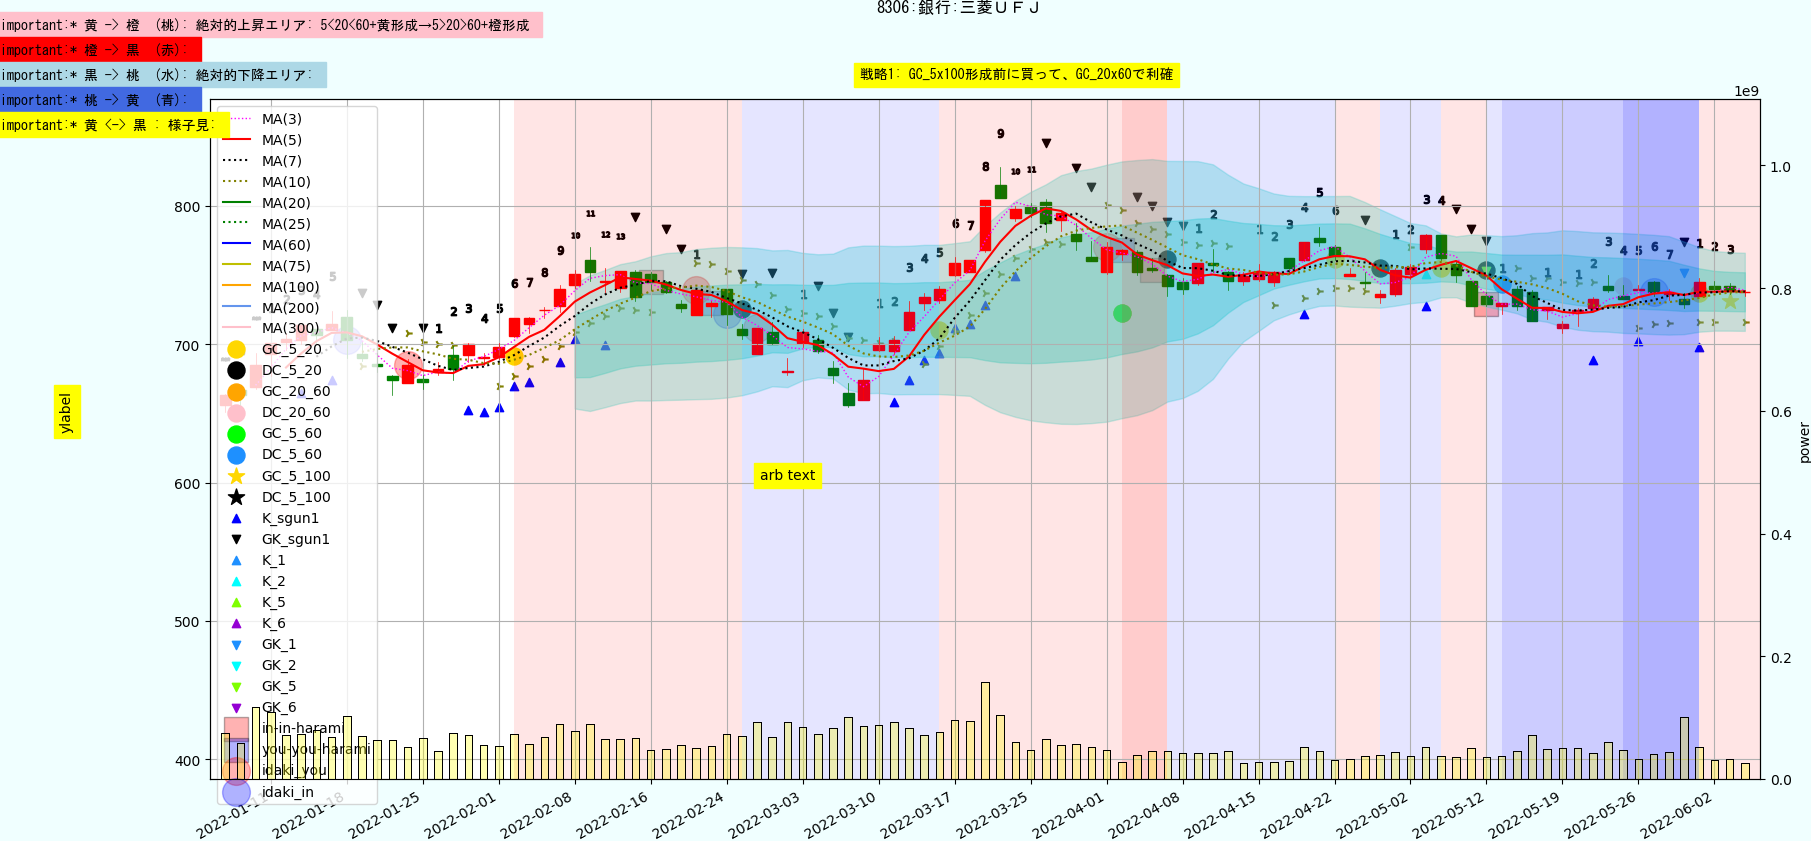 8306:銀行:三菱ＵＦＪ
important:* 黄 -> 橙 (桃): 絶対的上昇エリア: 5<20<60+黄形成→5>20>60+橙形成
important:* 橙 -> 黒 (赤):
important:* 黒 -> 桃 (水): 絶対的下降エリア:
important:* 桃 -> 黄 (青):
important:* 黄 <-> 黒 : 様子見:
戦略1: GC_5x100形成前に買って、GC_20x60で利確
1e9
MA(3)
MA(5)
MA(7)
MA(10)
MA(20)
MA(25)
MA(60)
MA(75)
MA(100)
MA(200)
MA(300)
GC_5_20
DC_5_20
GC_20_60
DC_20_60
GC_5_60
DC_5_60
GC_5_100
DC_5_100
K_sgun1
GK_sgun1
K_1
K_2
K_5
K_6
GK_1
GK_2
GK_5
GK_6
in-in-harami
you-you-harami
idaki_you
idaki_in
ylabel
arb text
power
800
700
600
500
400
1.0
0.8
0.6
0.4
0.2
0.0
2022-01-11
2022-01-18
2022-01-25
2022-02-01
2022-02-08
2022-02-16
2022-02-24
2022-03-03
2022-03-10
2022-03-17
2022-03-25
2022-04-01
2022-04-08
2022-04-15
2022-04-22
2022-05-02
2022-05-12
2022-05-19
2022-05-26
2022-06-02